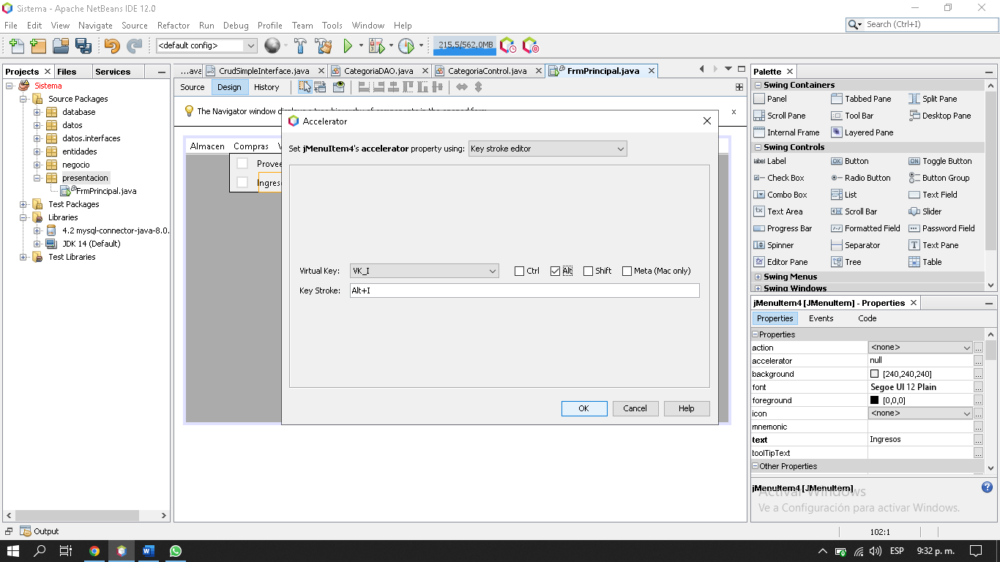 Sistema - Apache NetBeans IDE 12.0
File Edit View Navigate Source Refactor Run Debug Profile Team Tools Window Help
Search (Ctrl+I)
<default config>
215,5/562,0MB
Projects Files Services
Sistema
Source Packages
database
datos
datos.interfaces
entidades
negocio
presentacion
FrmPrincipal.java
Test Packages
Libraries
4.2 mysql-connector-java-8.0.
JDK 14 (Default)
Test Libraries
...ava CrudSimpleInterface.java CategoriaDAO.java CategoriaControl.java FrmPrincipal.java
Source Design History
The Navigator window x
Almacen Compras V
Provee
Ingreso
Accelerator
Set jMenuItem4's accelerator property using: Key stroke editor
Virtual Key: VK_I Ctrl Alt Shift Meta (Mac only)
Key Stroke: Alt+I
OK Cancel Help
Palette
Swing Containers
Panel Tabbed Pane Split Pane
Scroll Pane Tool Bar Desktop Pane
Internal Frame Layered Pane
Swing Controls
label Label OK Button ON Toggle Button
Check Box Radio Button Button Group
Combo Box List Text Field
Text Area Scroll Bar Slider
Progress Bar Formatted Field Password Field
Spinner Separator Text Pane
Editor Pane Tree Table
Swing Menus
Swing Windows
jMenuItem4 [JMenuItem] - Properties
Properties Events Code
Properties
action <none> ...
accelerator null ...
background [240,240,240] ...
font Segoe UI 12 Plain ...
foreground [0,0,0] ...
icon <none> ...
mnemonic ...
text Ingresos ...
toolTipText ...
Other Properties
jMenuItem4 [JMenuItem]
Activar Windows
Ve a Configuración para activar Windows.
Output
102:1
ESP 9:32 p. m.